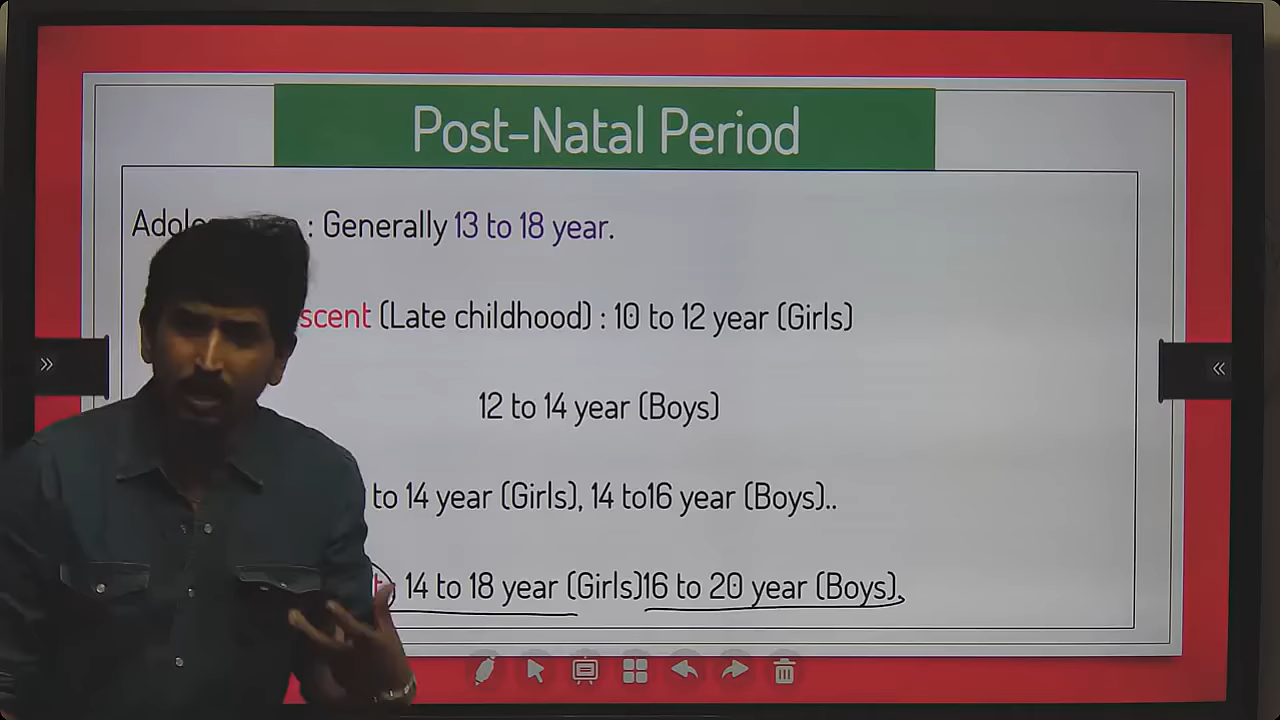 Post-Natal Period
: Generally 13 to 18 year.
(Late childhood) : 10 to 12 year (Girls)
12 to 14 year (Boys)
to 14 year (Girls), 14 to16 year (Boys)..
14 to 18 year (Girls)16 to 20 year (Boys).